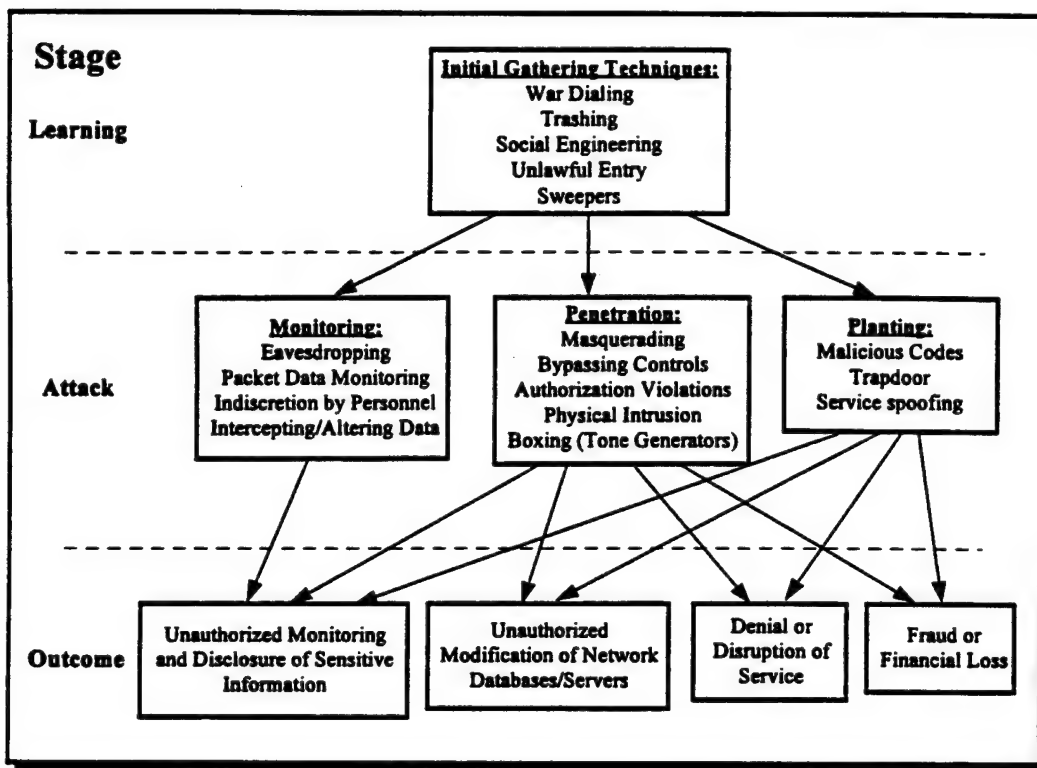 Stage
Learning
Initial Gathering Techniques:
War Dialing
Trashing
Social Engineering
Unlawful Entry
Sweepers
Attack
Monitoring:
Eavesdropping
Packet Data Monitoring
Indiscretion by Personnel
Intercepting/Altering Data
Penetration:
Masquerading
Bypassing Controls
Authorization Violations
Physical Intrusion
Boxing (Tone Generators)
Planting:
Malicious Codes
Trapdoor
Service spoofing
Outcome
Unauthorized Monitoring
and Disclosure of Sensitive
Information
Unauthorized
Modification of Network
Databases/Servers
Denial or
Disruption of
Service
Fraud or
Financial Loss